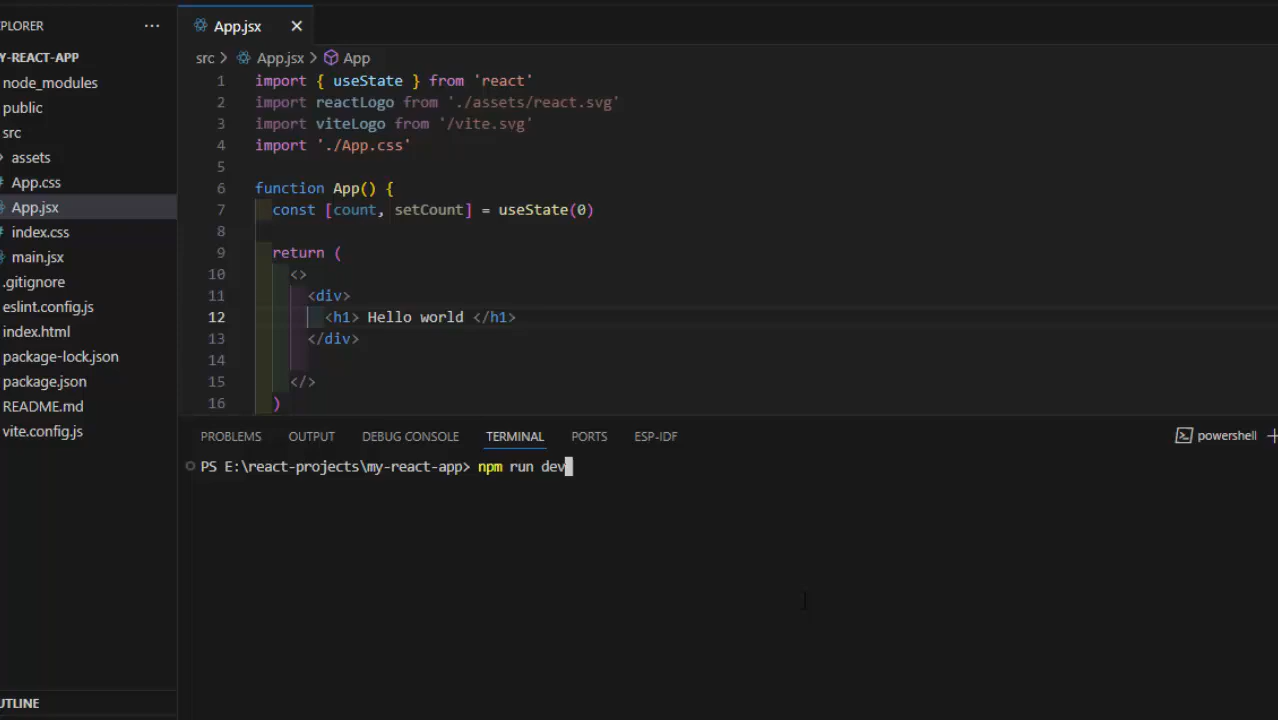 PLORER
Y-REACT-APP
node_modules
public
src
assets
App.css
App.jsx
index.css
main.jsx
.gitignore
eslint.config.js
index.html
package-lock.json
package.json
README.md
vite.config.js
UTLINE
App.jsx
src > App.jsx > App
1 import { useState } from 'react'
2 import reactLogo from './assets/react.svg'
3 import viteLogo from '/vite.svg'
4 import './App.css'
5
6 function App() {
7 const [count, setCount] = useState(0)
8
9 return (
10 <>
11 <div>
12 <h1> Hello world </h1>
13 </div>
14
15 </>
16 )
PROBLEMS OUTPUT DEBUG CONSOLE TERMINAL PORTS ESP-IDF powershell
PS E:\react-projects\my-react-app> npm run dev